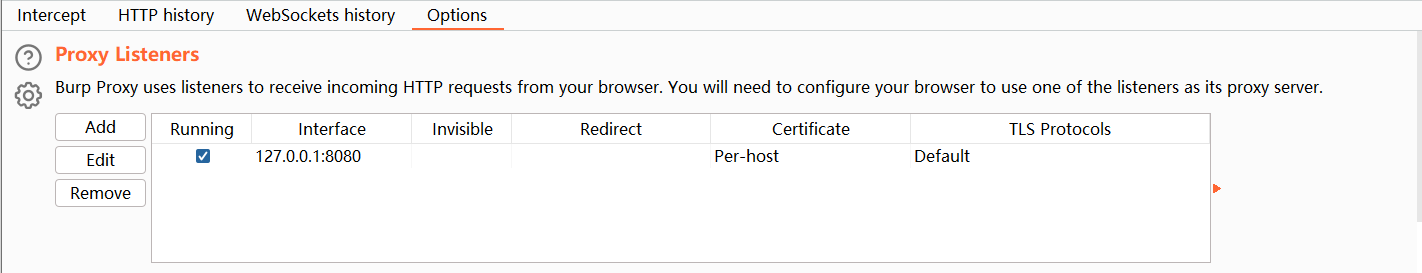 Intercept HTTP history WebSockets history Options
Proxy Listeners
Burp Proxy uses listeners to receive incoming HTTP requests from your browser. You will need to configure your browser to use one of the listeners as its proxy server.
Add
Edit
Remove
Running Interface Invisible Redirect Certificate TLS Protocols
127.0.0.1:8080 Per-host Default